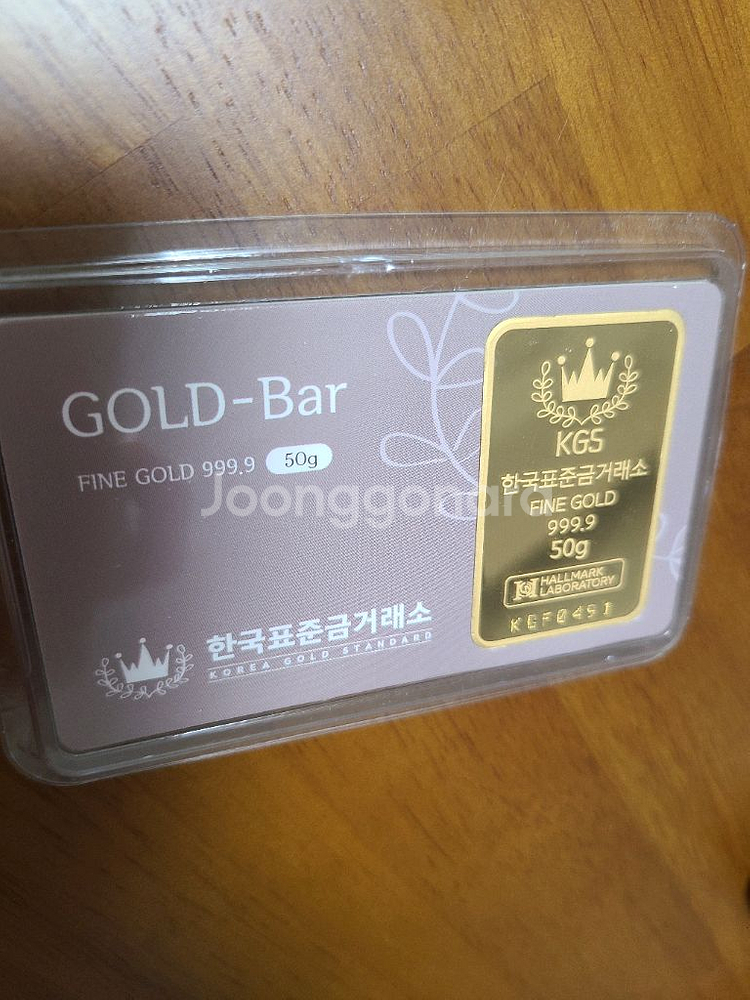 GOLD-Bar
FINE GOLD 999.9 50g
한국표준금거래소
KOREA GOLD STANDARD
KGS
한국표준금거래소
FINE GOLD
999.9
50g
HALLMARK
LABORATORY
KGF0491
Joonggonara